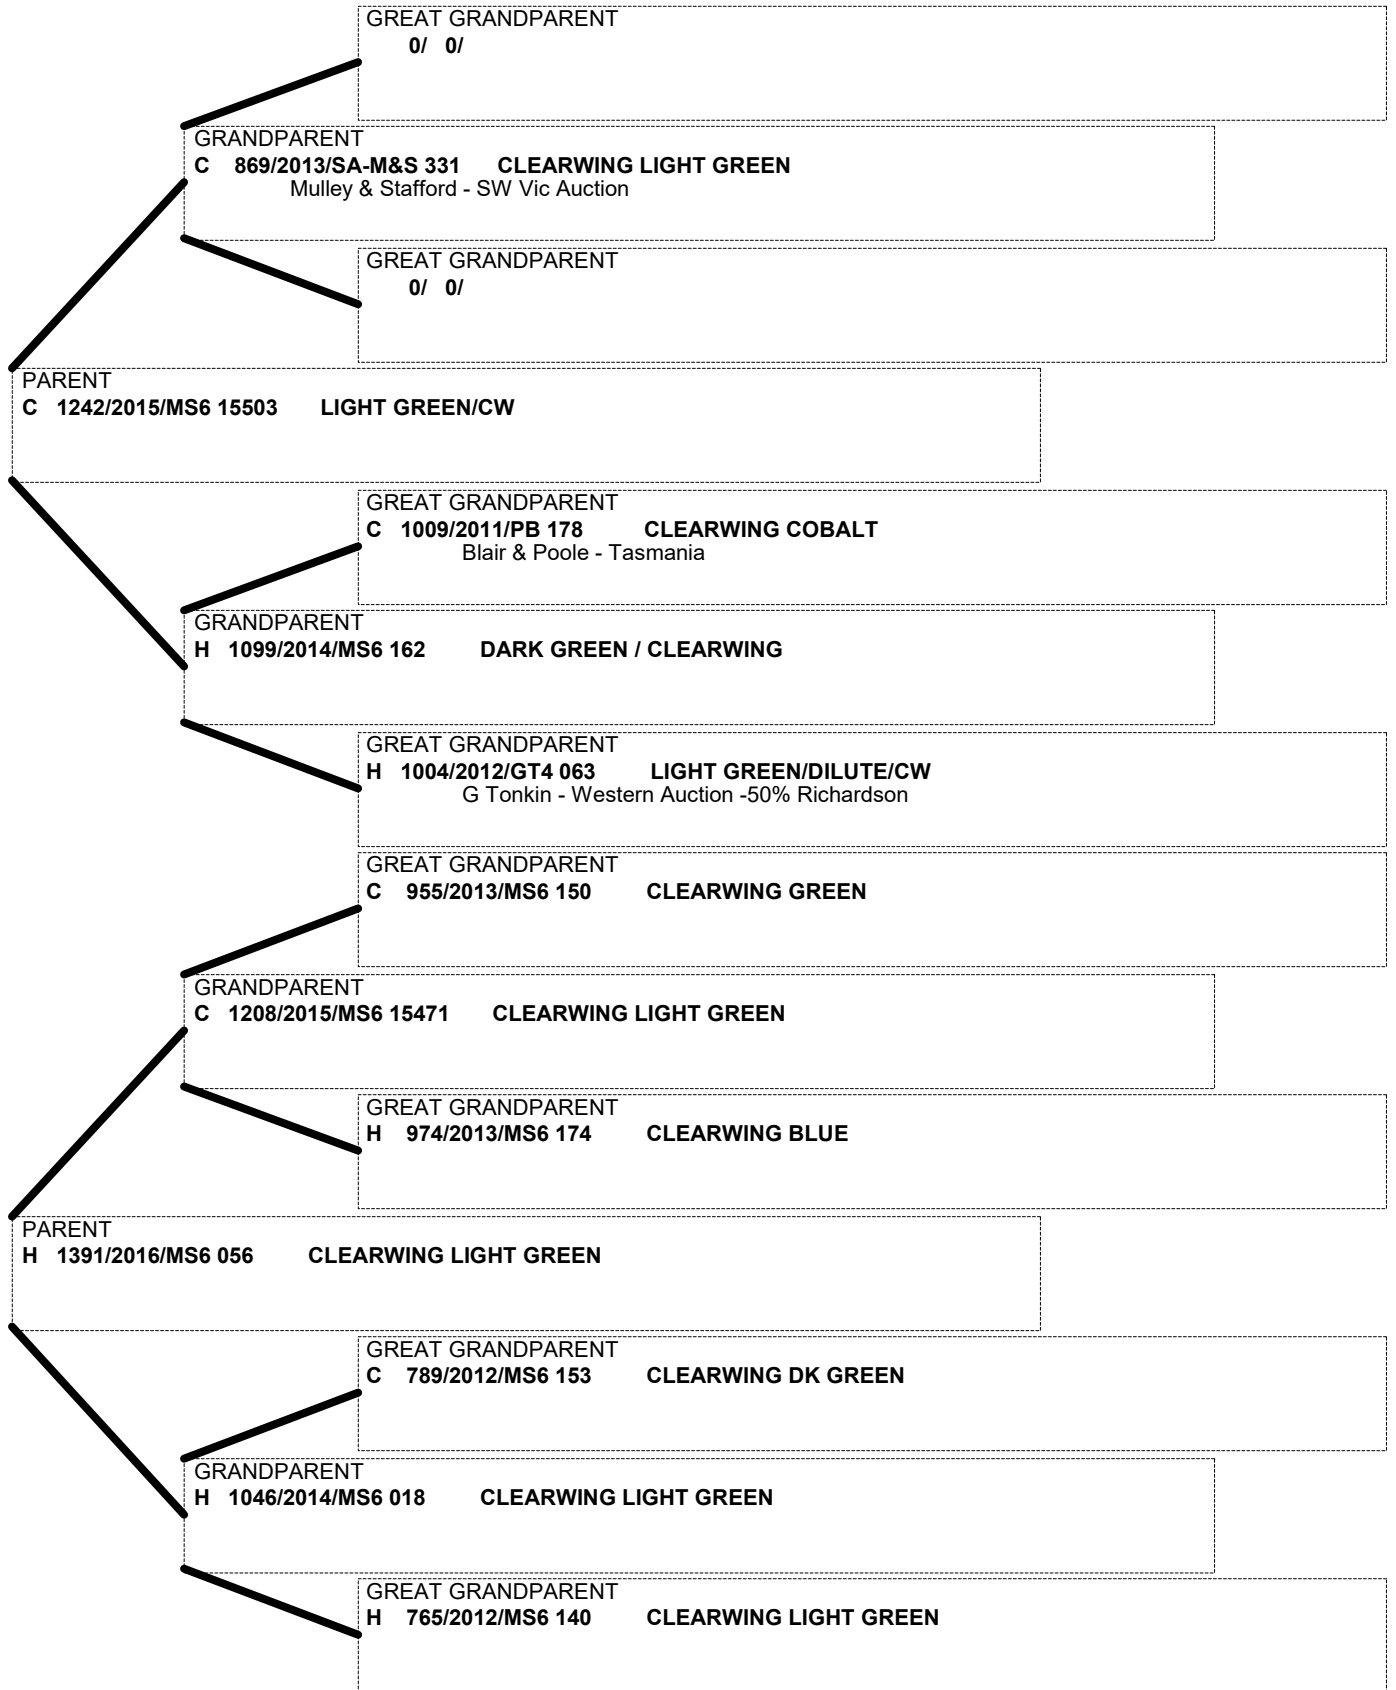 GREAT GRANDPARENT
0/ 0/
GRANDPARENT
C 869/2013/SA-M&S 331 CLEARWING LIGHT GREEN
Mulley & Stafford - SW Vic Auction
GREAT GRANDPARENT
0/ 0/
PARENT
C 1242/2015/MS6 15503 LIGHT GREEN/CW
GREAT GRANDPARENT
C 1009/2011/PB 178 CLEARWING COBALT
Blair & Poole - Tasmania
GRANDPARENT
H 1099/2014/MS6 162 DARK GREEN / CLEARWING
GREAT GRANDPARENT
H 1004/2012/GT4 063 LIGHT GREEN/DILUTE/CW
G Tonkin - Western Auction -50% Richardson
GREAT GRANDPARENT
C 955/2013/MS6 150 CLEARWING GREEN
GRANDPARENT
C 1208/2015/MS6 15471 CLEARWING LIGHT GREEN
GREAT GRANDPARENT
H 974/2013/MS6 174 CLEARWING BLUE
PARENT
H 1391/2016/MS6 056 CLEARWING LIGHT GREEN
GREAT GRANDPARENT
C 789/2012/MS6 153 CLEARWING DK GREEN
GRANDPARENT
H 1046/2014/MS6 018 CLEARWING LIGHT GREEN
GREAT GRANDPARENT
H 765/2012/MS6 140 CLEARWING LIGHT GREEN